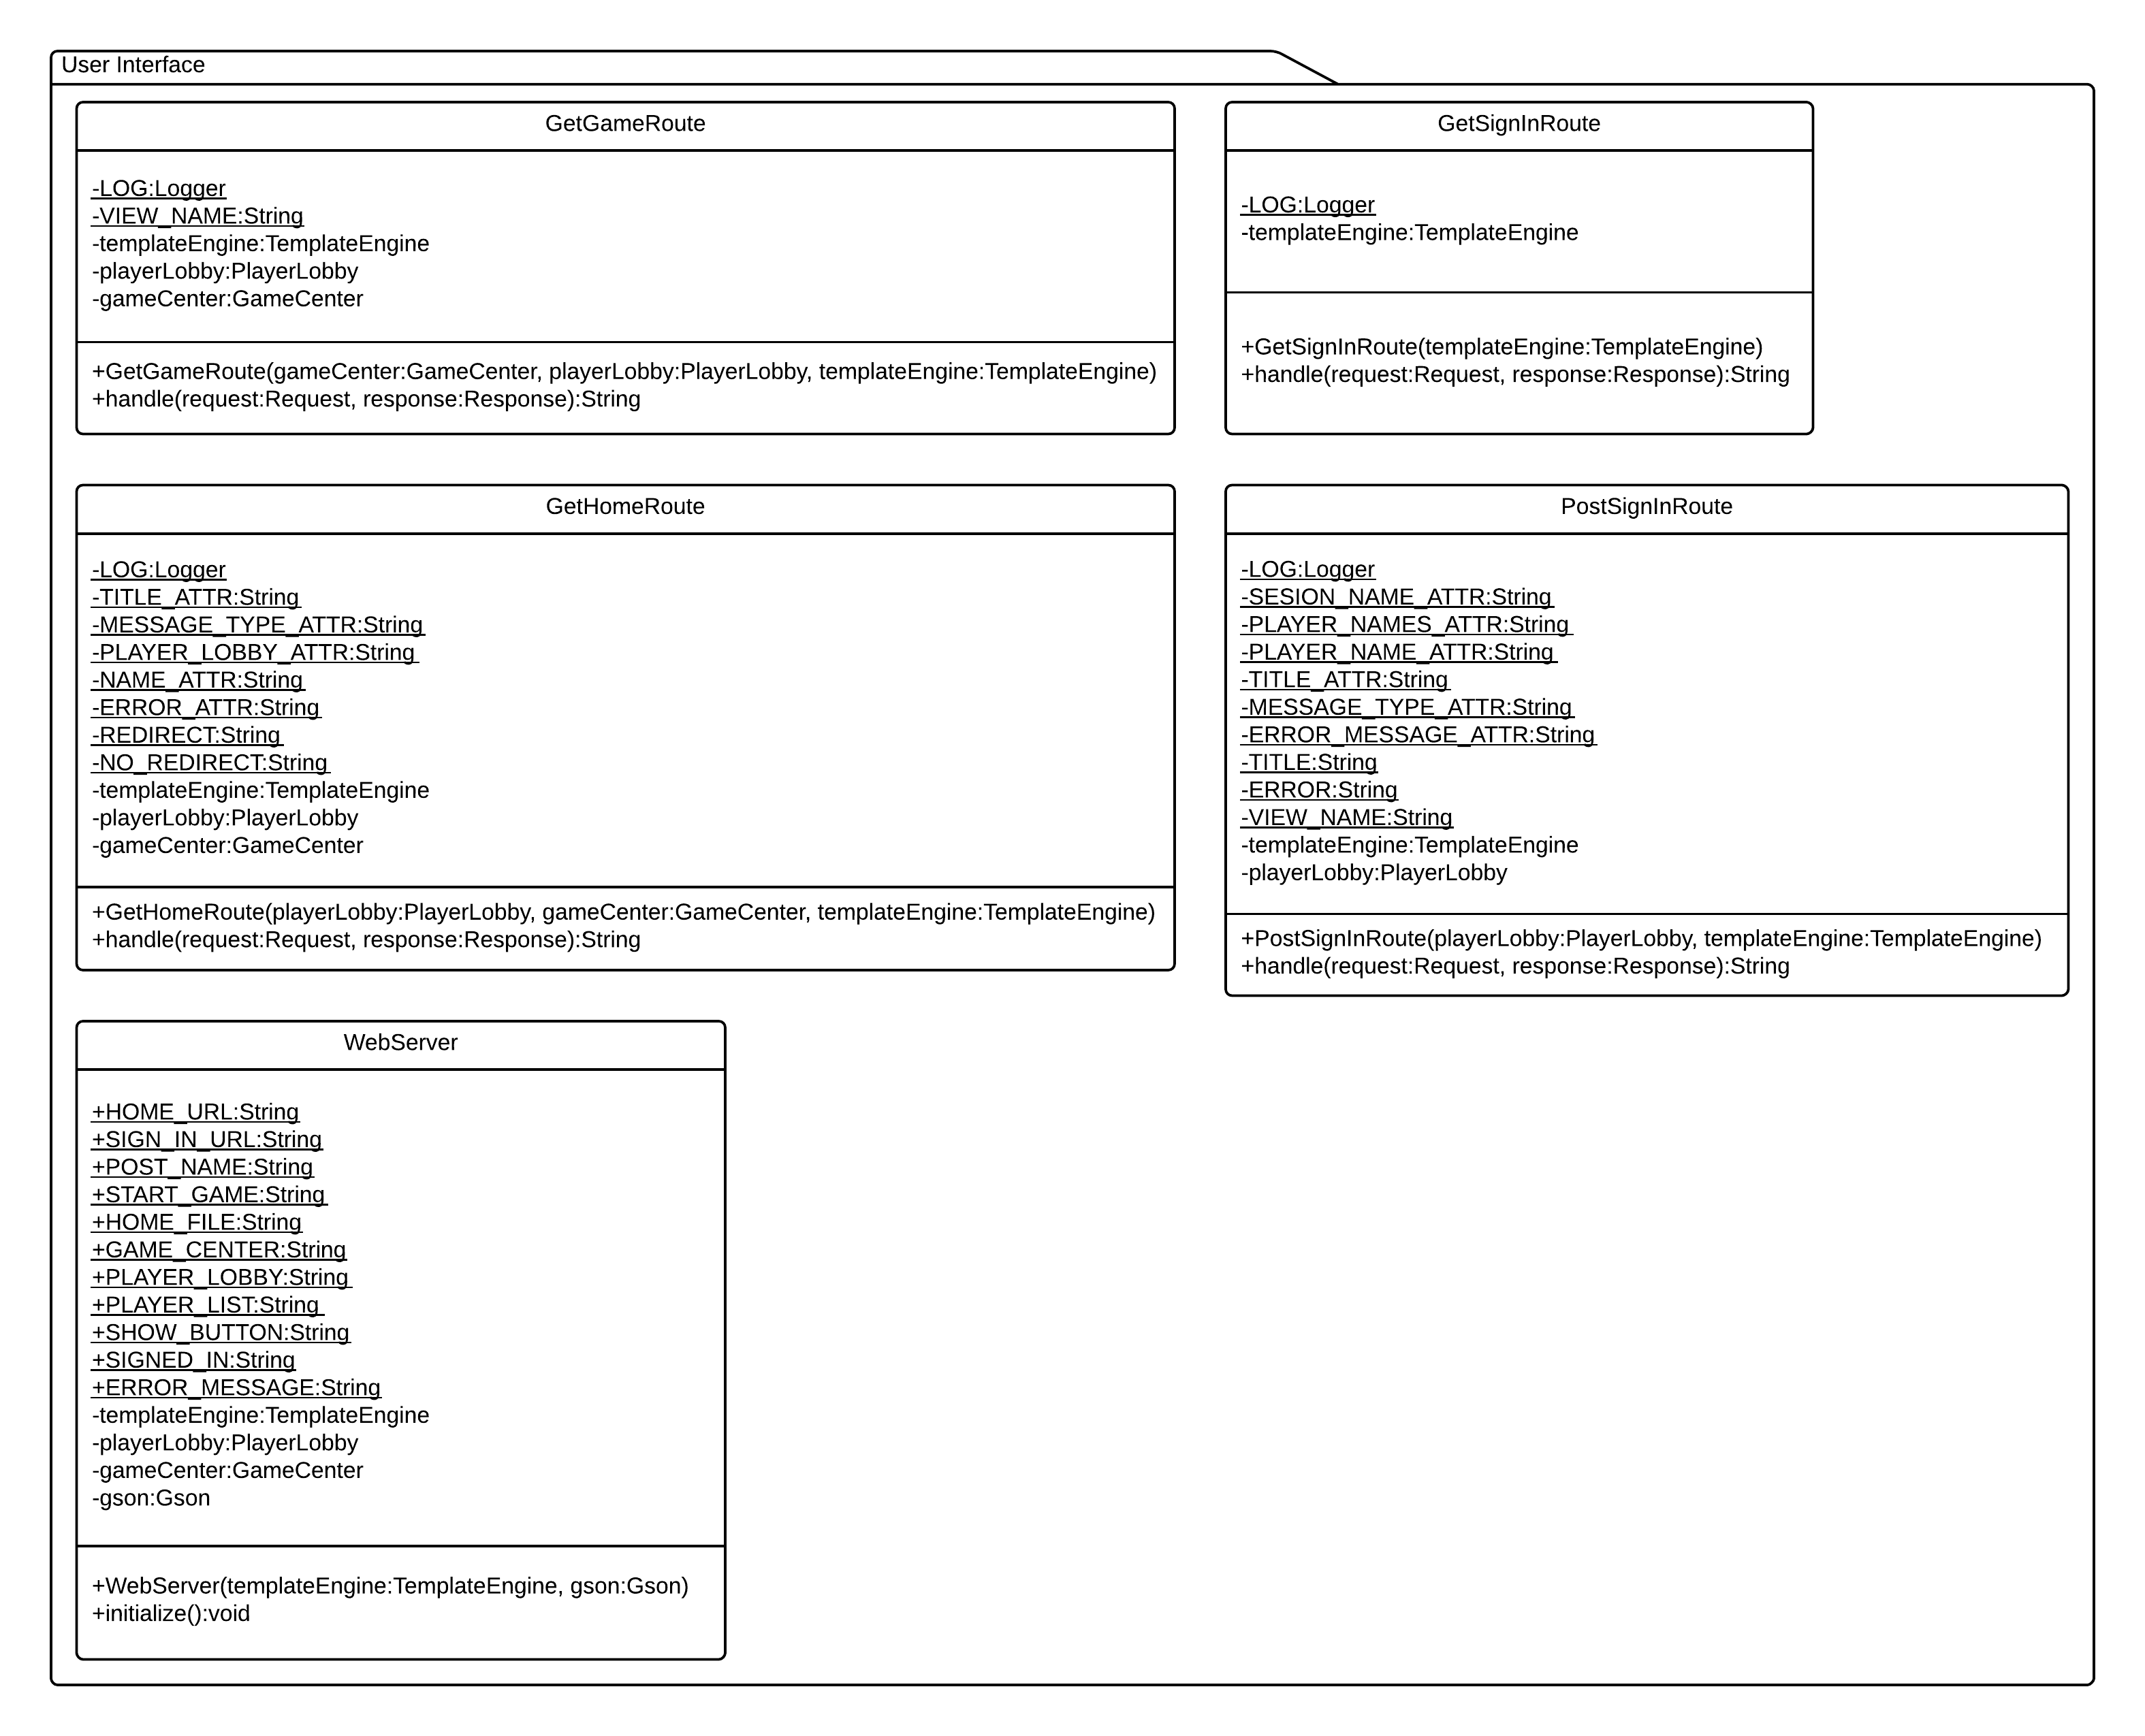 User Interface
GetGameRoute
-LOG:Logger
-VIEW_NAME:String
-templateEngine:TemplateEngine
-playerLobby:PlayerLobby
-gameCenter:GameCenter
+GetGameRoute(gameCenter:GameCenter, playerLobby:PlayerLobby, templateEngine:TemplateEngine)
+handle(request:Request, response:Response):String
GetSignInRoute
-LOG:Logger
-templateEngine:TemplateEngine
+GetSignInRoute(templateEngine:TemplateEngine)
+handle(request:Request, response:Response):String
GetHomeRoute
-LOG:Logger
-TITLE_ATTR:String
-MESSAGE_TYPE_ATTR:String
-PLAYER_LOBBY_ATTR:String
-NAME_ATTR:String
-ERROR_ATTR:String
-REDIRECT:String
-NO_REDIRECT:String
-templateEngine:TemplateEngine
-playerLobby:PlayerLobby
-gameCenter:GameCenter
+GetHomeRoute(playerLobby:PlayerLobby, gameCenter:GameCenter, templateEngine:TemplateEngine)
+handle(request:Request, response:Response):String
PostSignInRoute
-LOG:Logger
-SESION_NAME_ATTR:String
-PLAYER_NAMES_ATTR:String
-PLAYER_NAME_ATTR:String
-TITLE_ATTR:String
-MESSAGE_TYPE_ATTR:String
-ERROR_MESSAGE_ATTR:String
-TITLE:String
-ERROR:String
-VIEW_NAME:String
-templateEngine:TemplateEngine
-playerLobby:PlayerLobby
+PostSignInRoute(playerLobby:PlayerLobby, templateEngine:TemplateEngine)
+handle(request:Request, response:Response):String
WebServer
+HOME_URL:String
+SIGN_IN_URL:String
+POST_NAME:String
+START_GAME:String
+HOME_FILE:String
+GAME_CENTER:String
+PLAYER_LOBBY:String
+PLAYER_LIST:String
+SHOW_BUTTON:String
+SIGNED_IN:String
+ERROR_MESSAGE:String
-templateEngine:TemplateEngine
-playerLobby:PlayerLobby
-gameCenter:GameCenter
-gson:Gson
+WebServer(templateEngine:TemplateEngine, gson:Gson)
+initialize():void